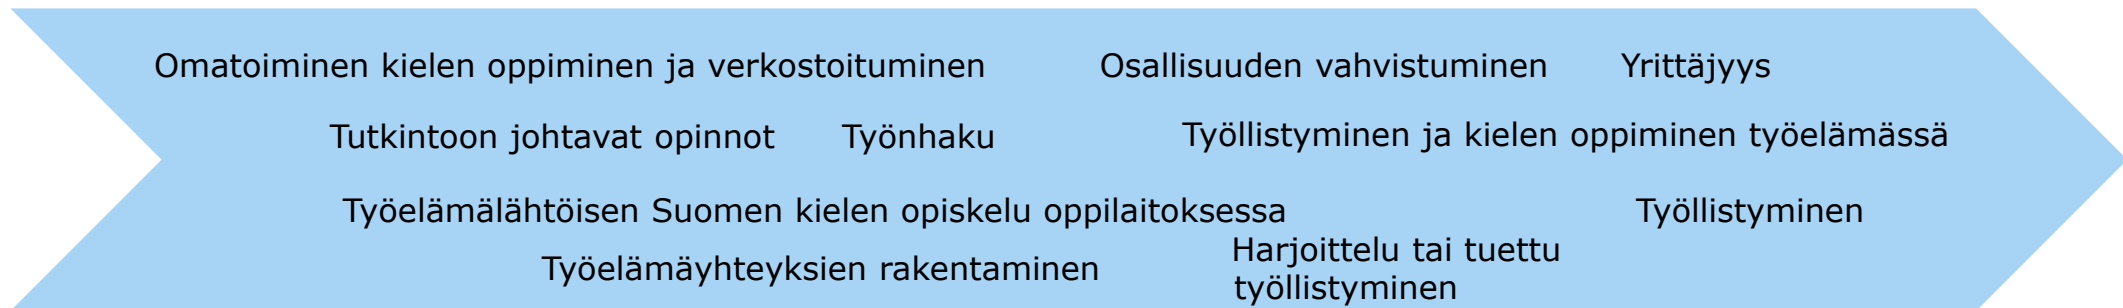 Omatoiminen kielen oppiminen ja verkostoituminen
Osallisuuden vahvistuminen
Yrittäjyys
Tutkintoon johtavat opinnot
Työnhaku
Työllistyminen ja kielen oppiminen työelämässä
Työelämälähtöisen Suomen kielen opiskelu oppilaitoksessa
Työllistyminen
Työelämäyhteyksien rakentaminen
Harjoittelu tai tuettu
työllistyminen